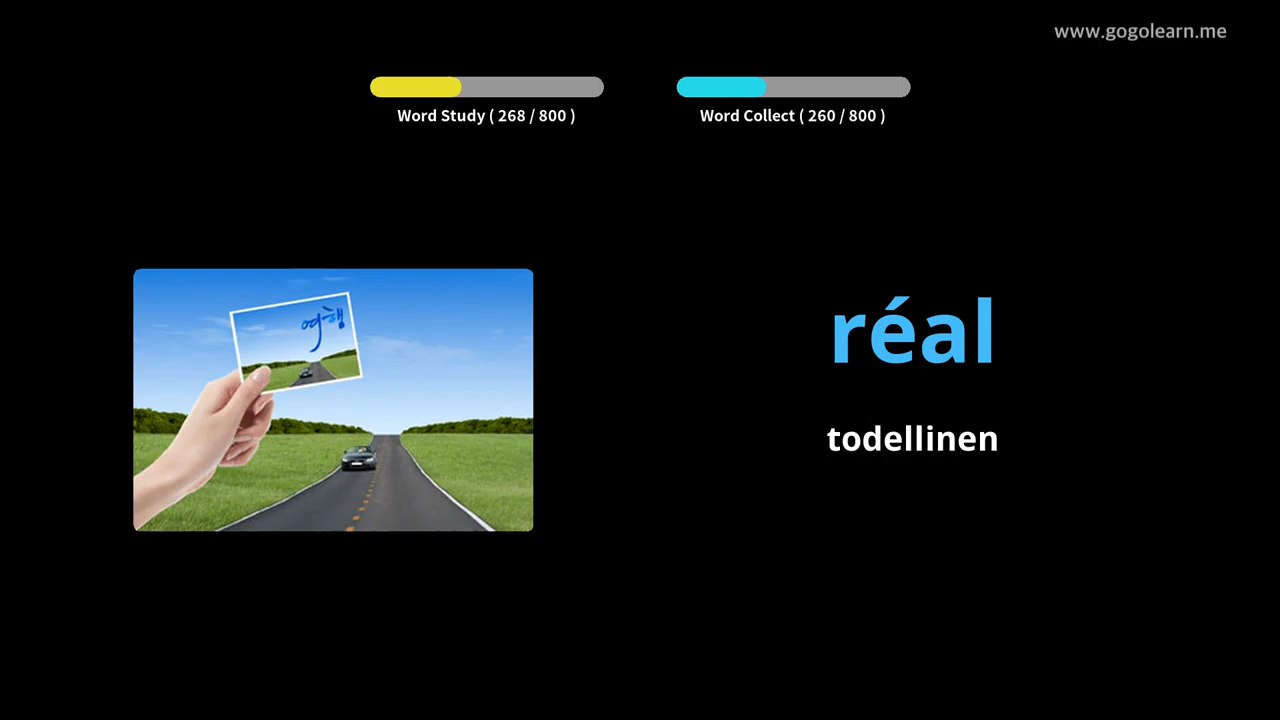 www.gogolearn.me
Word Study ( 268 / 800 )
Word Collect ( 260 / 800 )
여행
réal
todellinen